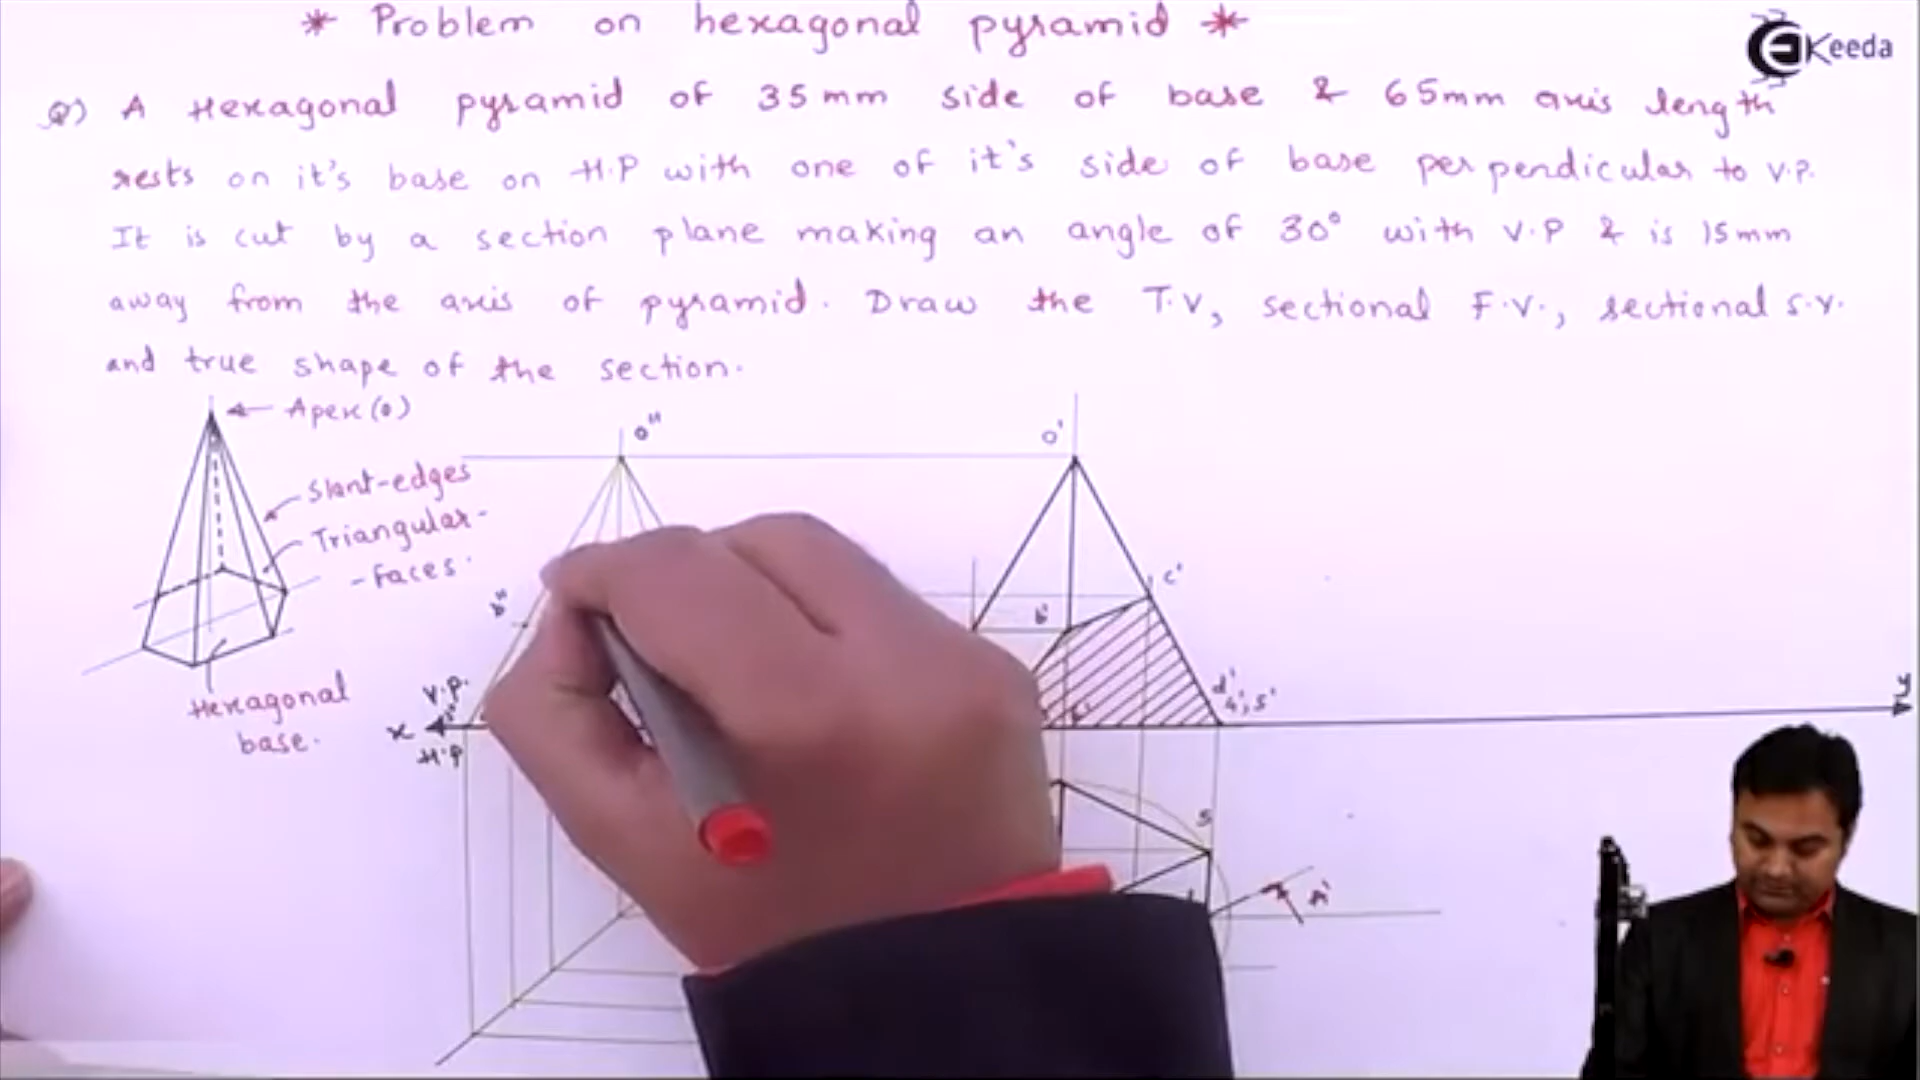 * Problem on hexagonal pyramid *
EKeeda
Q) A Hexagonal pyramid of 35mm side of base & 65mm axis length
rests on it's base on H.P with one of it's side of base perpendicular to V.P.
It is cut by a section plane making an angle of 30° with V.P & is 15mm
away from the axis of pyramid. Draw the T.V, sectional F.V., sectional S.V.
and true shape of the section.
Apex (o)
Slant-edges
Triangular-
-faces.
Hexagonal
base.
o"
o'
b"
b'
c'
d'
4', 5'
V.P.
x
H.P
y
5